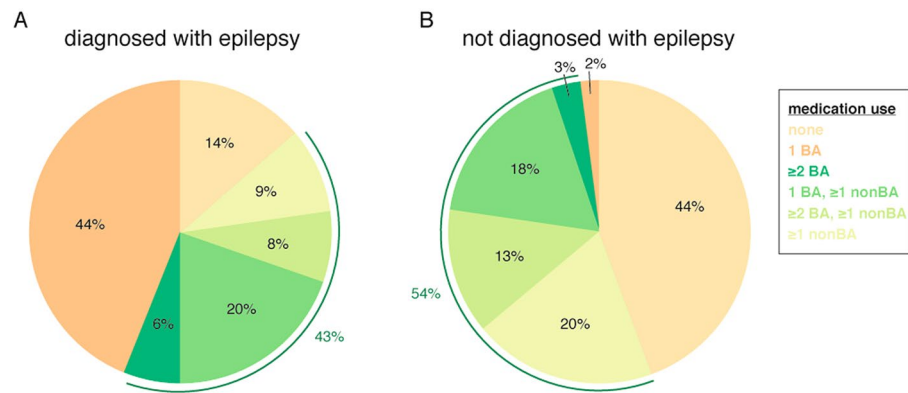 A
diagnosed with epilepsy
14%
9%
8%
20%
6%
44%
43%
B
not diagnosed with epilepsy
3%
2%
18%
44%
13%
20%
54%
medication use
none
1 BA
≥2 BA
1 BA, ≥1 nonBA
≥2 BA, ≥1 nonBA
≥1 nonBA